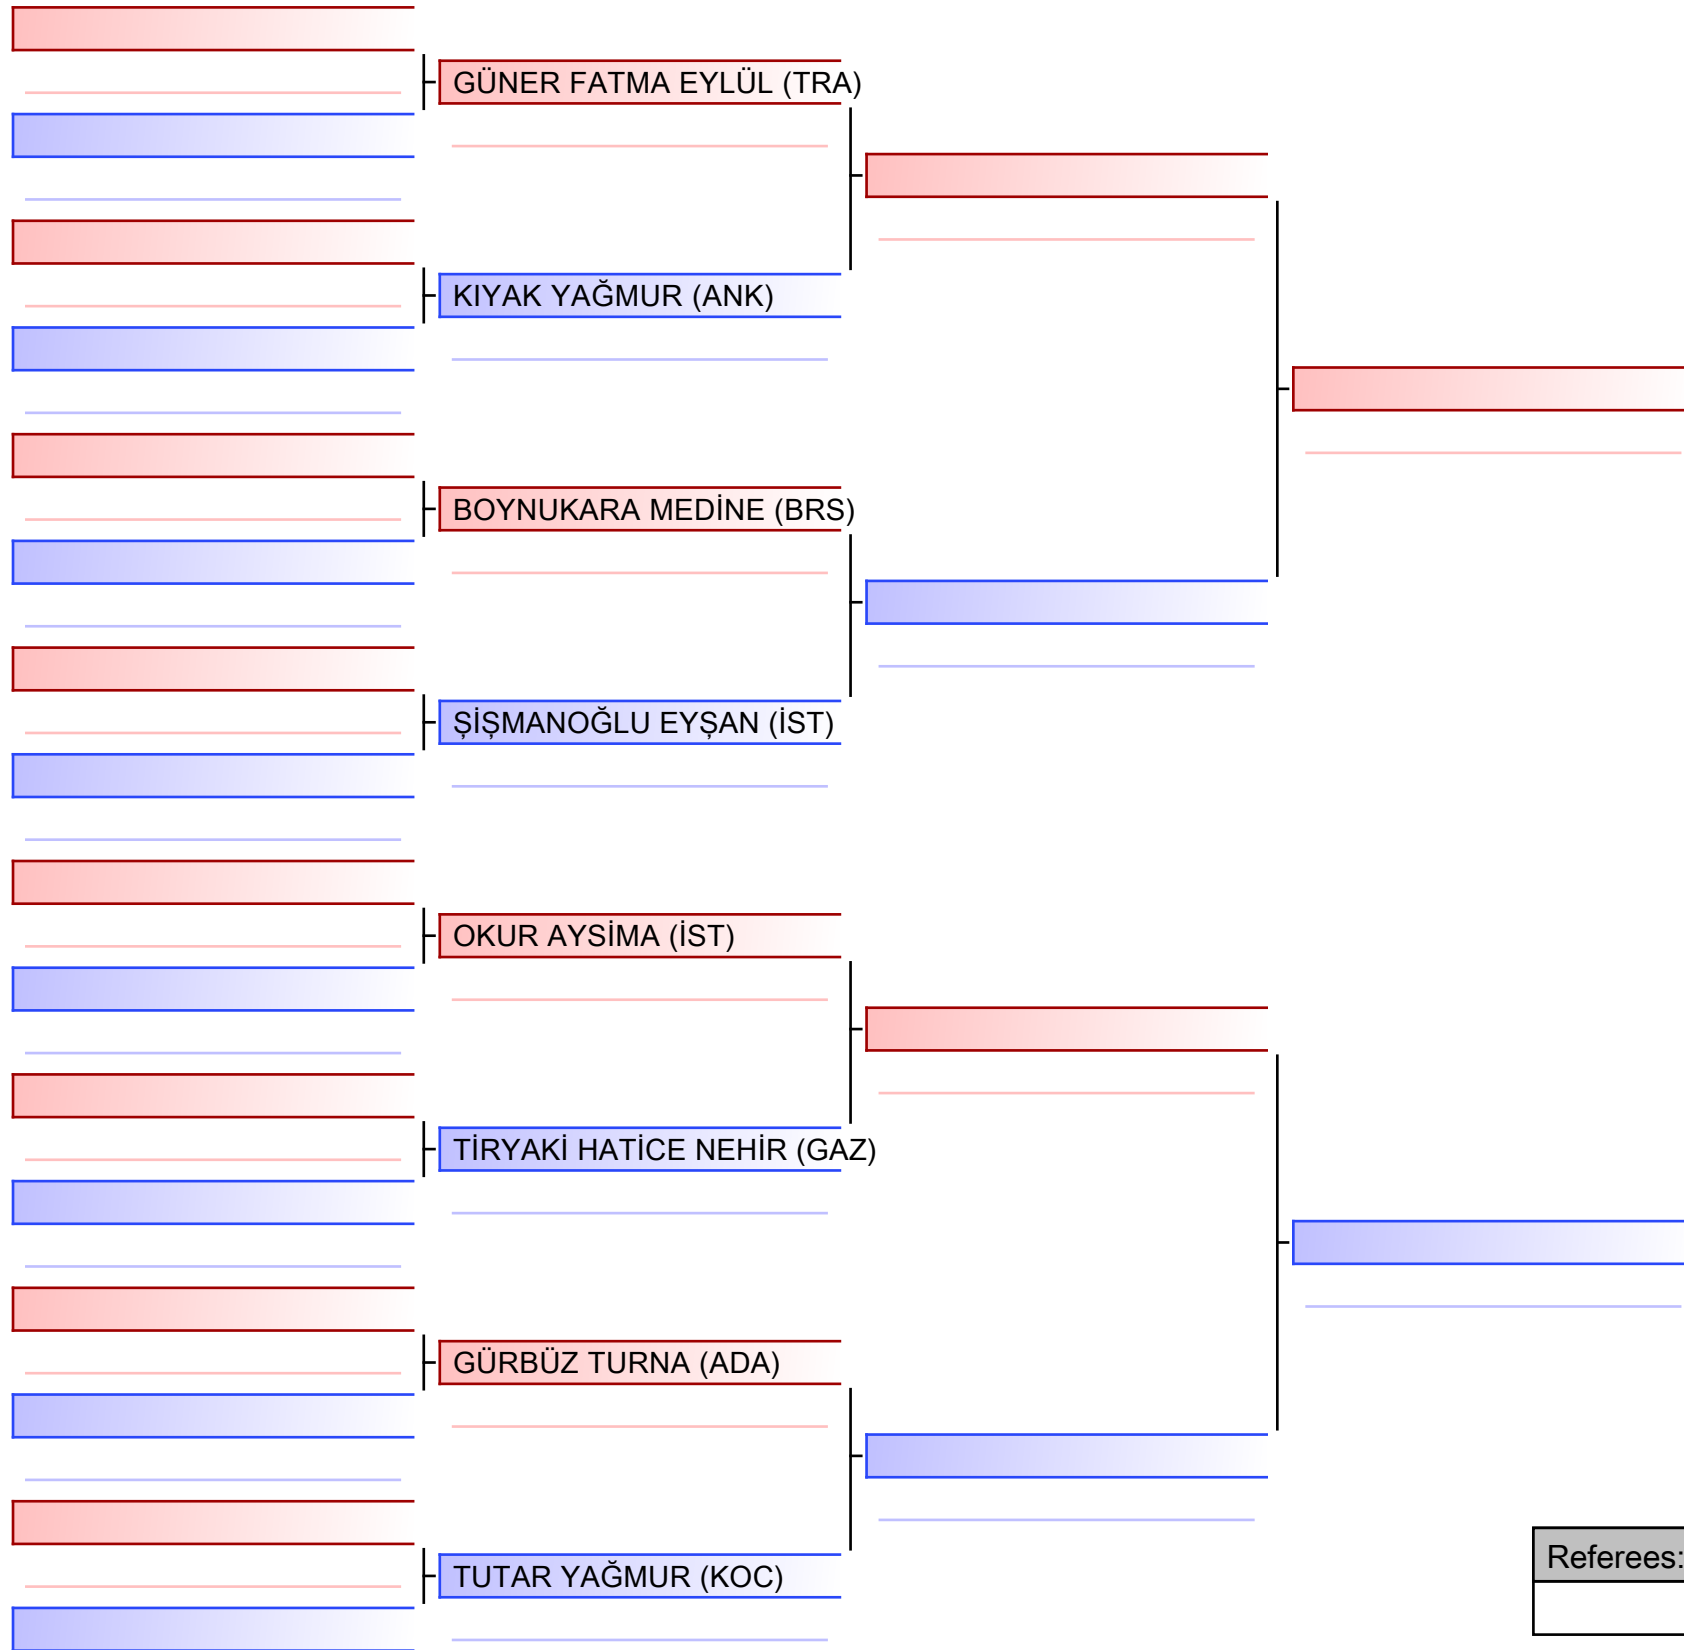 GÜNER FATMA EYLÜL (TRA)
KIYAK YAĞMUR (ANK)
BOYNUKARA MEDİNE (BRS)
ŞİŞMANOĞLU EYŞAN (İST)
OKUR AYSİMA (İST)
TİRYAKİ HATİCE NEHİR (GAZ)
GÜRBÜZ TURNA (ADA)
TUTAR YAĞMUR (KOC)
Referees: